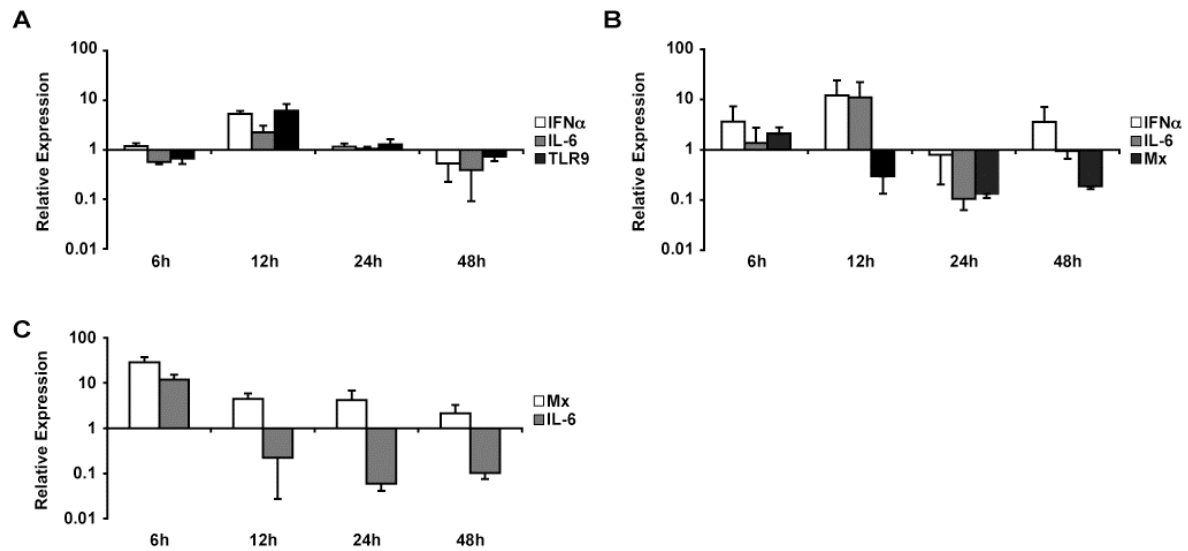 A
Relative Expression
100
10
1
0.1
0.01
6h 12h 24h 48h
IFNα
IL-6
TLR9
B
Relative Expression
100
10
1
0.1
0.01
6h 12h 24h 48h
IFNα
IL-6
Mx
C
Relative Expression
100
10
1
0.1
0.01
6h 12h 24h 48h
Mx
IL-6